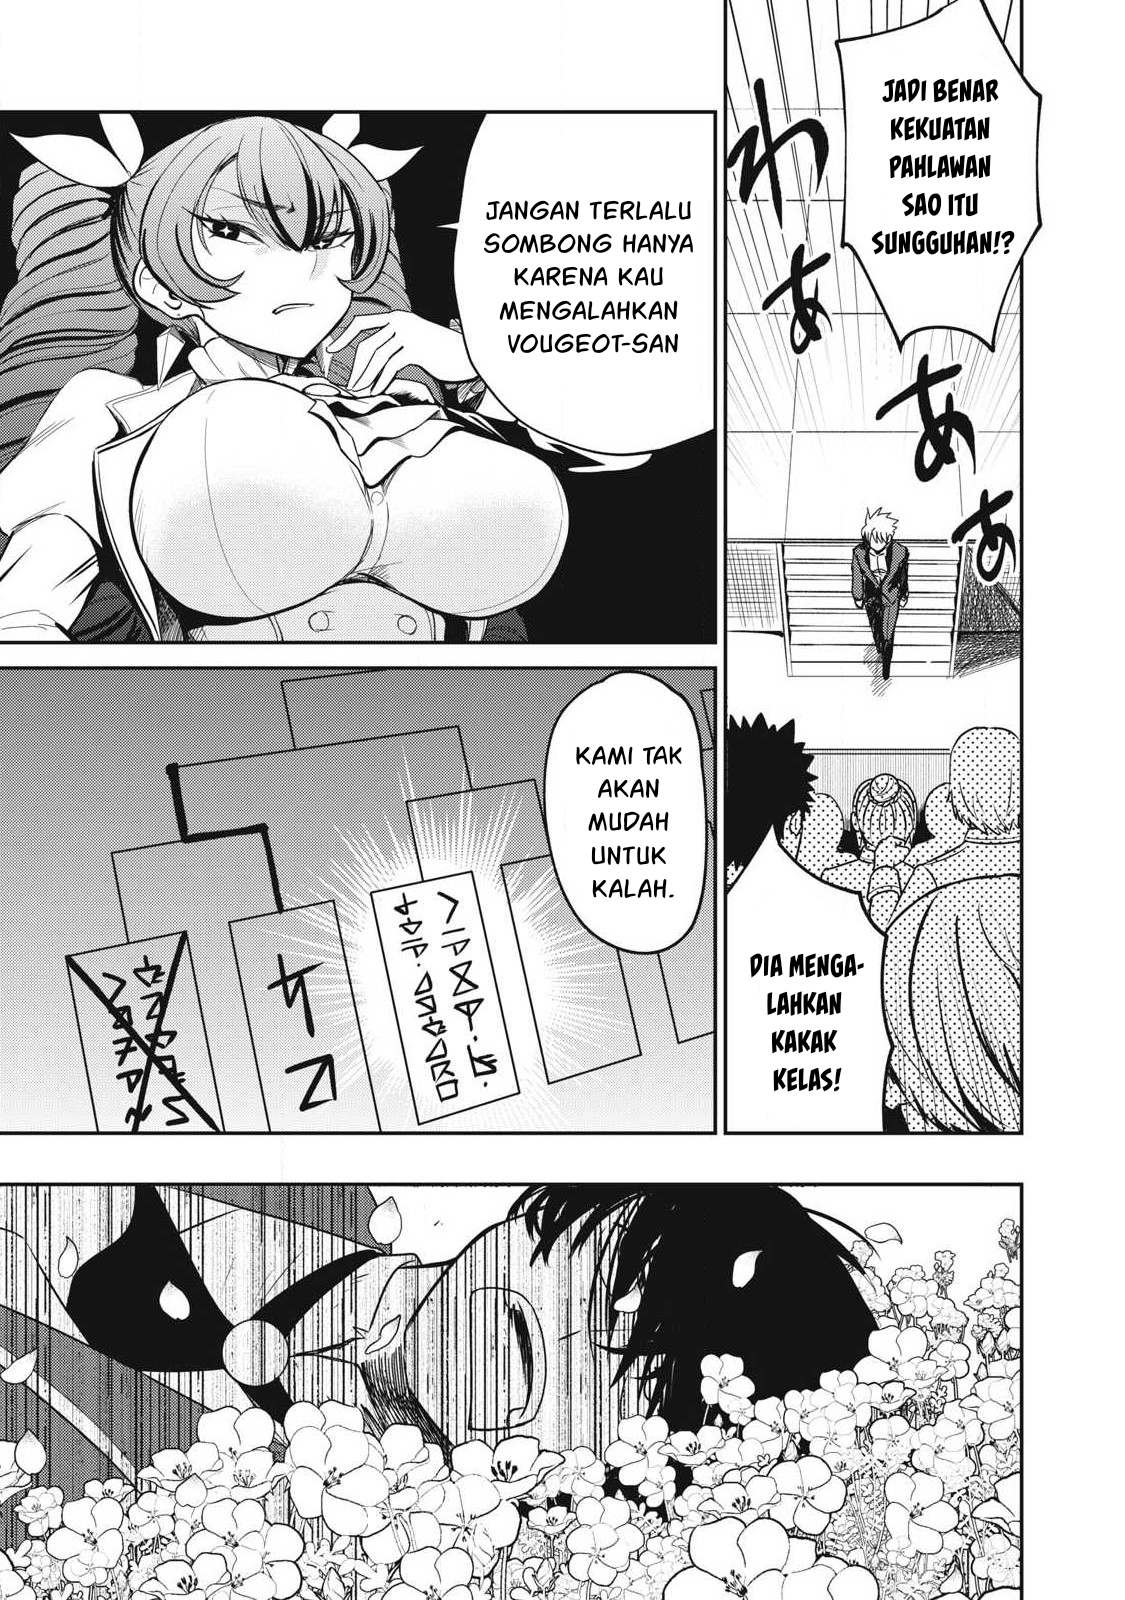 JADI BENAR
KEKUATAN
PAHLAWAN
SAO ITU
SUNGGUHAN!?
わあああ
DIA MENGA-
LAHKAN
KAKAK
KELAS!
JANGAN TERLALU
SOMBONG HANYA
KARENA KAU
MENGALAHKAN
VOUGEOT-SAN
KAMI TAK
AKAN
MUDAH
UNTUK
KALAH.